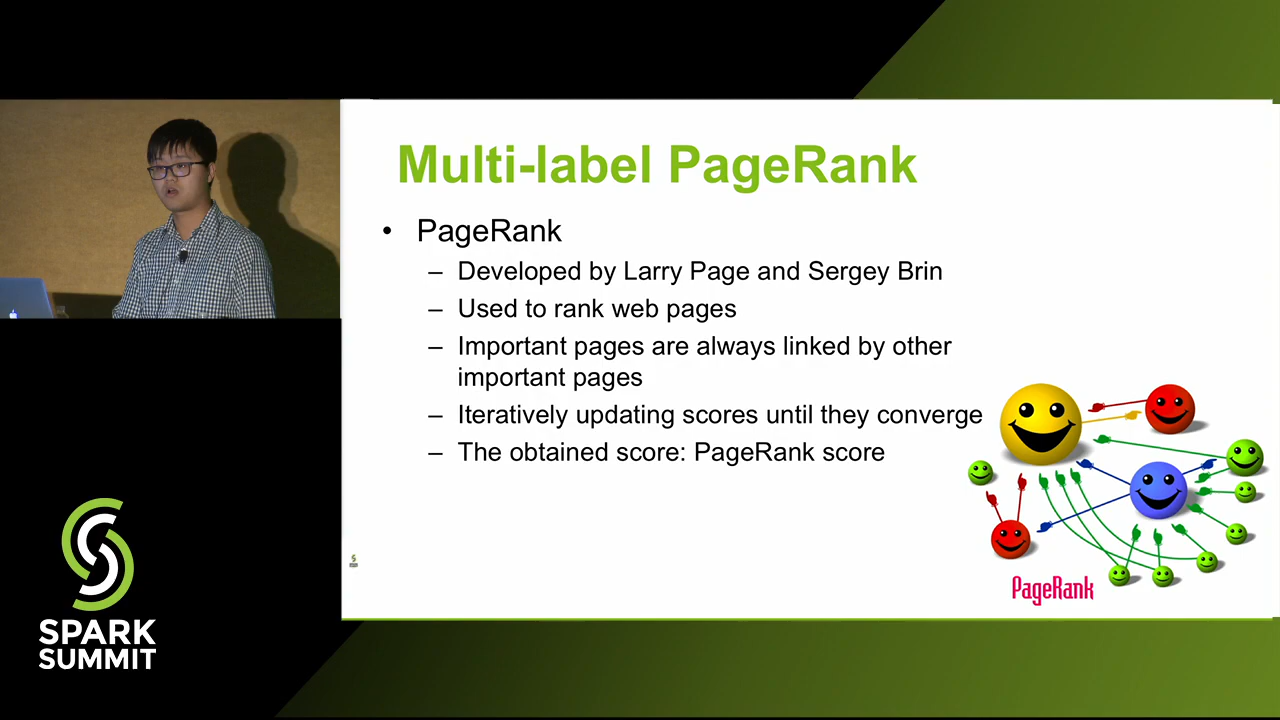 Multi-label PageRank
• PageRank
– Developed by Larry Page and Sergey Brin
– Used to rank web pages
– Important pages are always linked by other
important pages
– Iteratively updating scores until they converge
– The obtained score: PageRank score
PageRank
SPARK
SUMMIT